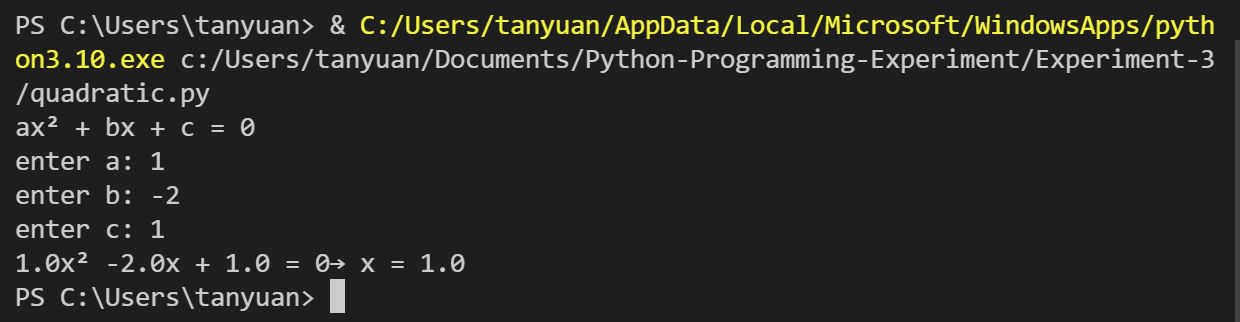 PS C:\Users\tanyuan> & C:/Users/tanyuan/AppData/Local/Microsoft/WindowsApps/pyth
on3.10.exe c:/Users/tanyuan/Documents/Python-Programming-Experiment/Experiment-3
/quadratic.py
ax² + bx + c = 0
enter a: 1
enter b: -2
enter c: 1
1.0x² -2.0x + 1.0 = 0→ x = 1.0
PS C:\Users\tanyuan>